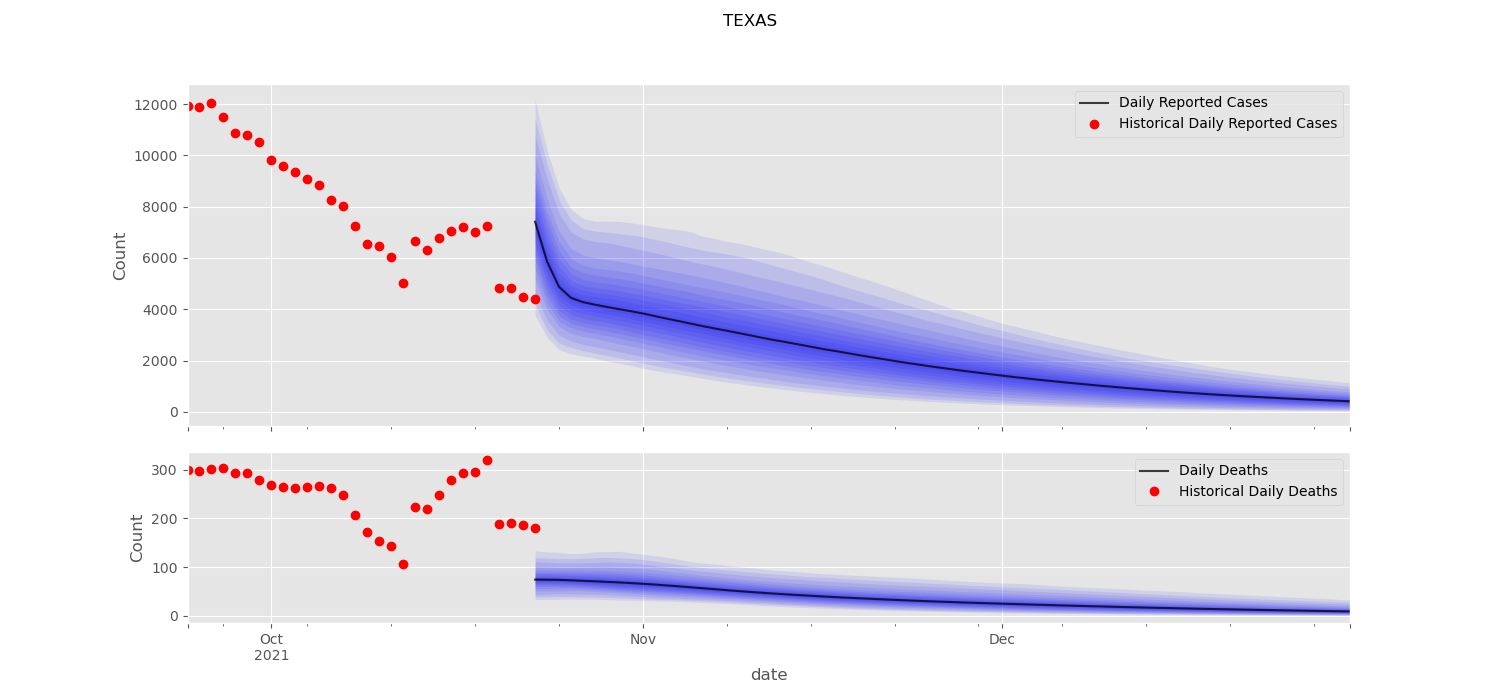 TEXAS
12000
10000
8000
6000
4000
2000
0
Count
Daily Reported Cases
Historical Daily Reported Cases
300
200
100
0
Count
Daily Deaths
Historical Daily Deaths
Oct
2021
Nov
Dec
date